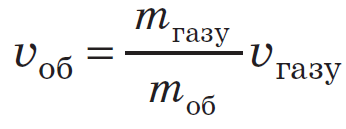 v_об = m_газу / m_об v_газу